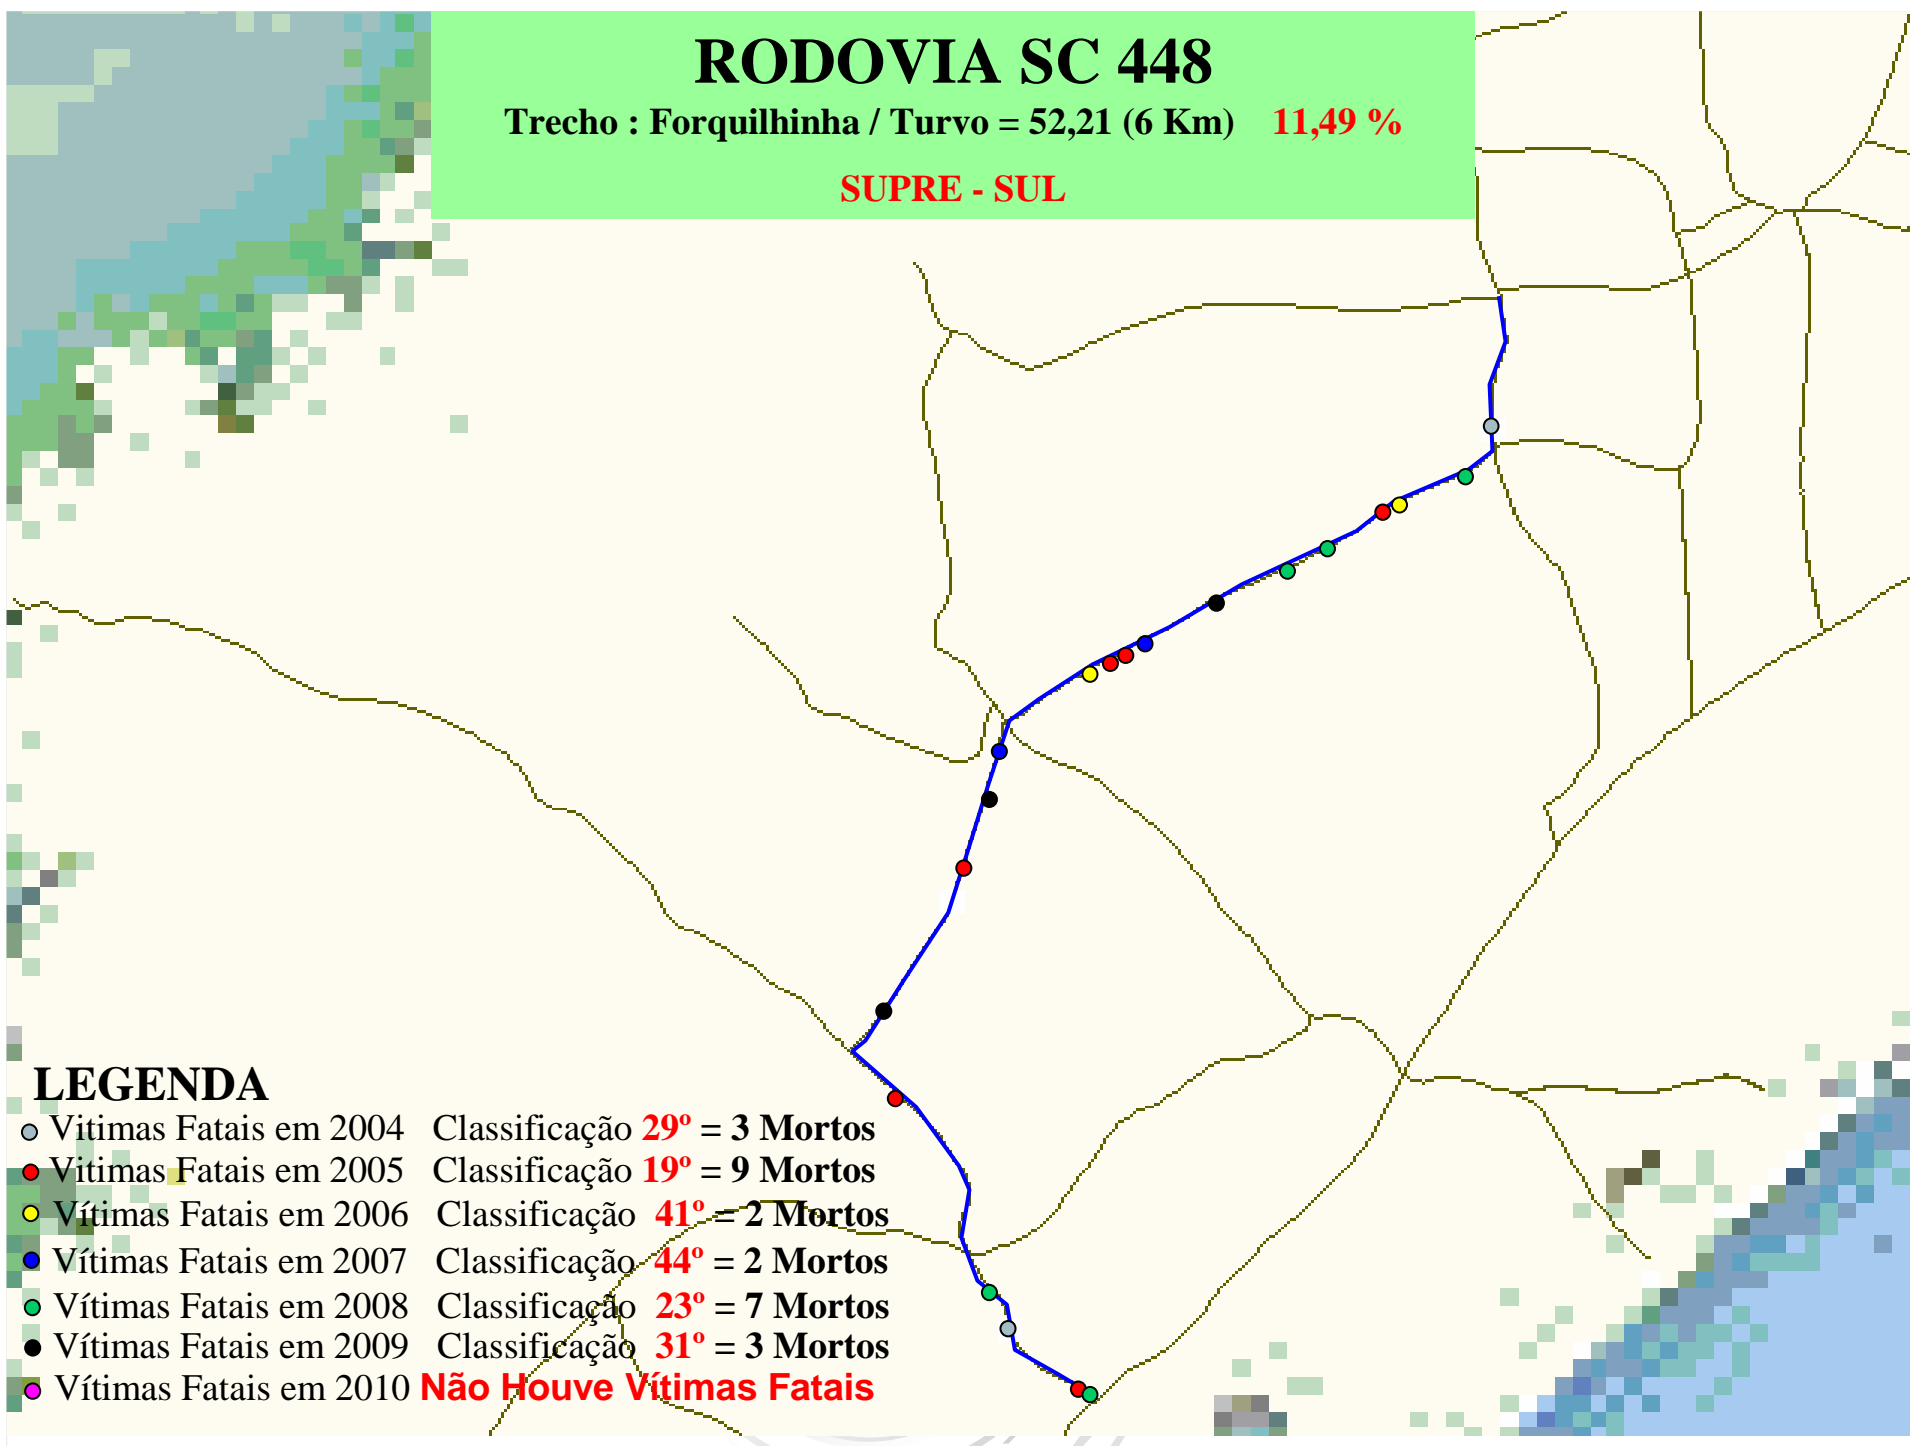 RODOVIA SC 448
Trecho : Forquilhinha / Turvo = 52,21 (6 Km) 11,49 %
SUPRE - SUL
LEGENDA
Vitimas Fatais em 2004 Classificação 29º = 3 Mortos
Vitimas Fatais em 2005 Classificação 19º = 9 Mortos
Vítimas Fatais em 2006 Classificação 41º = 2 Mortos
Vítimas Fatais em 2007 Classificação 44º = 2 Mortos
Vítimas Fatais em 2008 Classificação 23º = 7 Mortos
Vítimas Fatais em 2009 Classificação 31º = 3 Mortos
Vítimas Fatais em 2010 Não Houve Vítimas Fatais